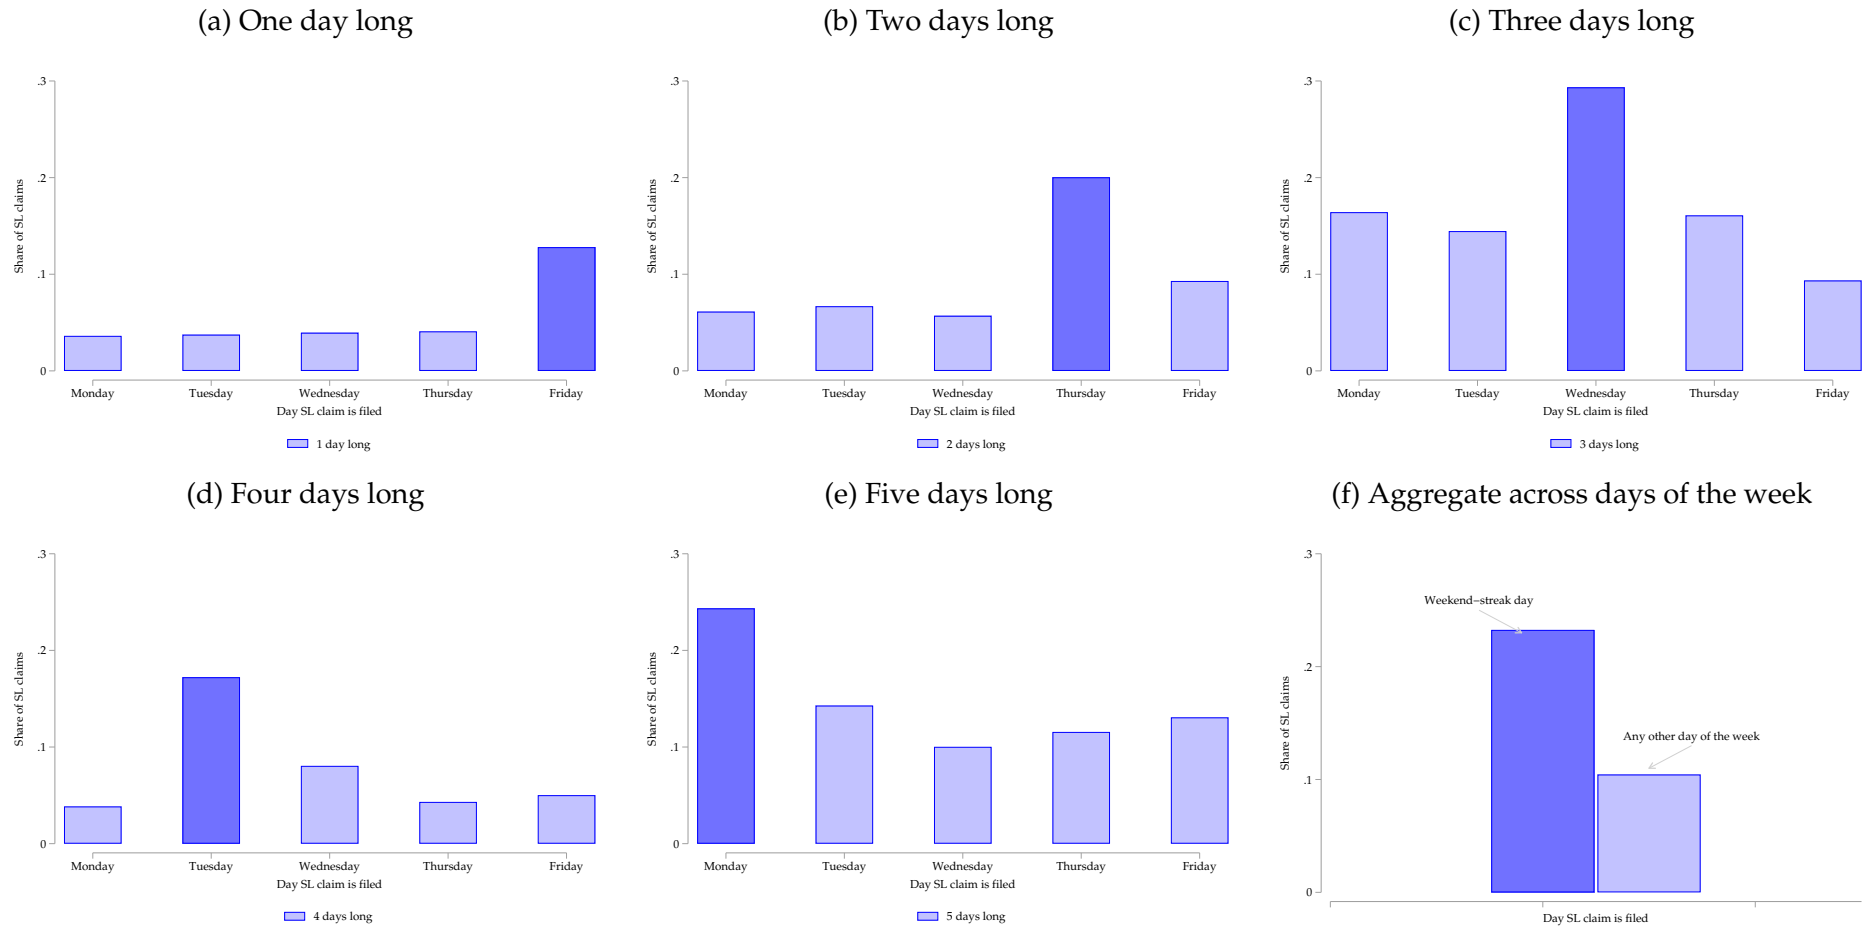 (a) One day long
.3
.2
.1
0
Share of SL claims
Monday Tuesday Wednesday Thursday Friday
Day SL claim is filed
1 day long
(b) Two days long
.3
.2
.1
0
Share of SL claims
Monday Tuesday Wednesday Thursday Friday
Day SL claim is filed
2 days long
(c) Three days long
.3
.2
.1
0
Share of SL claims
Monday Tuesday Wednesday Thursday Friday
Day SL claim is filed
3 days long
(d) Four days long
.3
.2
.1
0
Share of SL claims
Monday Tuesday Wednesday Thursday Friday
Day SL claim is filed
4 days long
(e) Five days long
.3
.2
.1
0
Share of SL claims
Monday Tuesday Wednesday Thursday Friday
Day SL claim is filed
5 days long
(f) Aggregate across days of the week
.3
.2
.1
0
Share of SL claims
Weekend−streak day
Any other day of the week
Day SL claim is filed